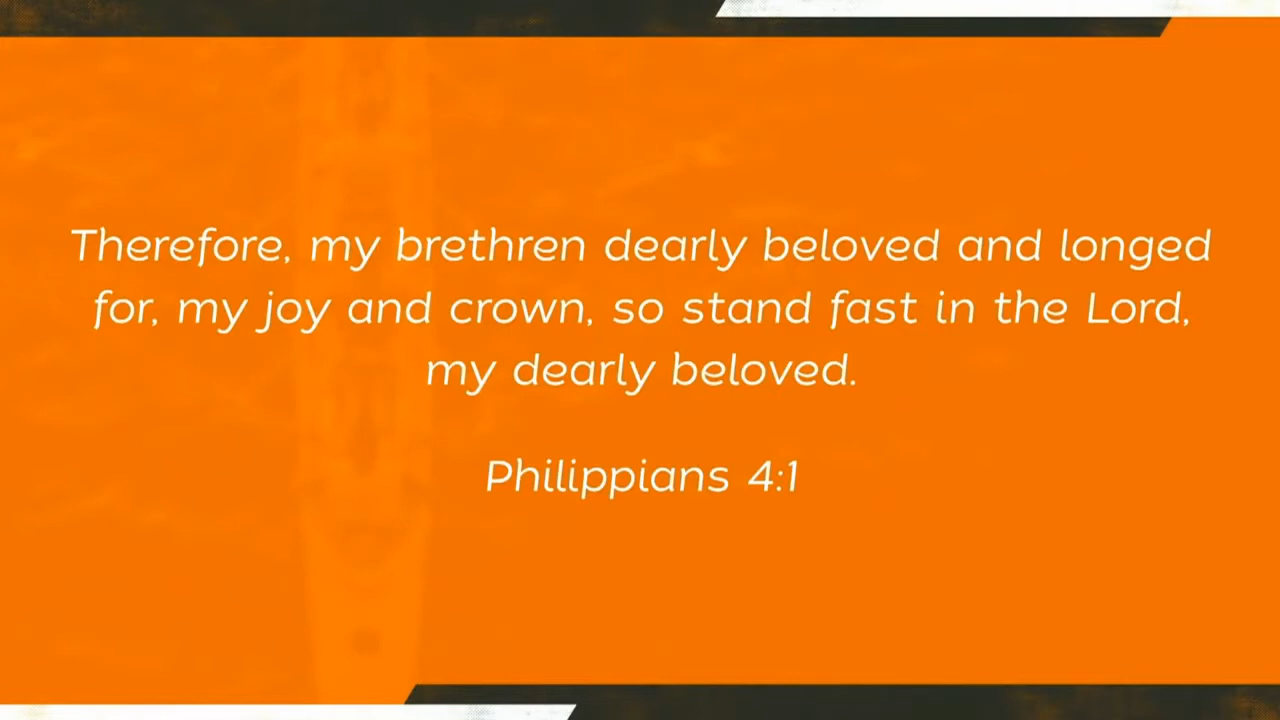 Therefore, my brethren dearly beloved and longed
for, my joy and crown, so stand fast in the Lord,
my dearly beloved.
Philippians 4:1